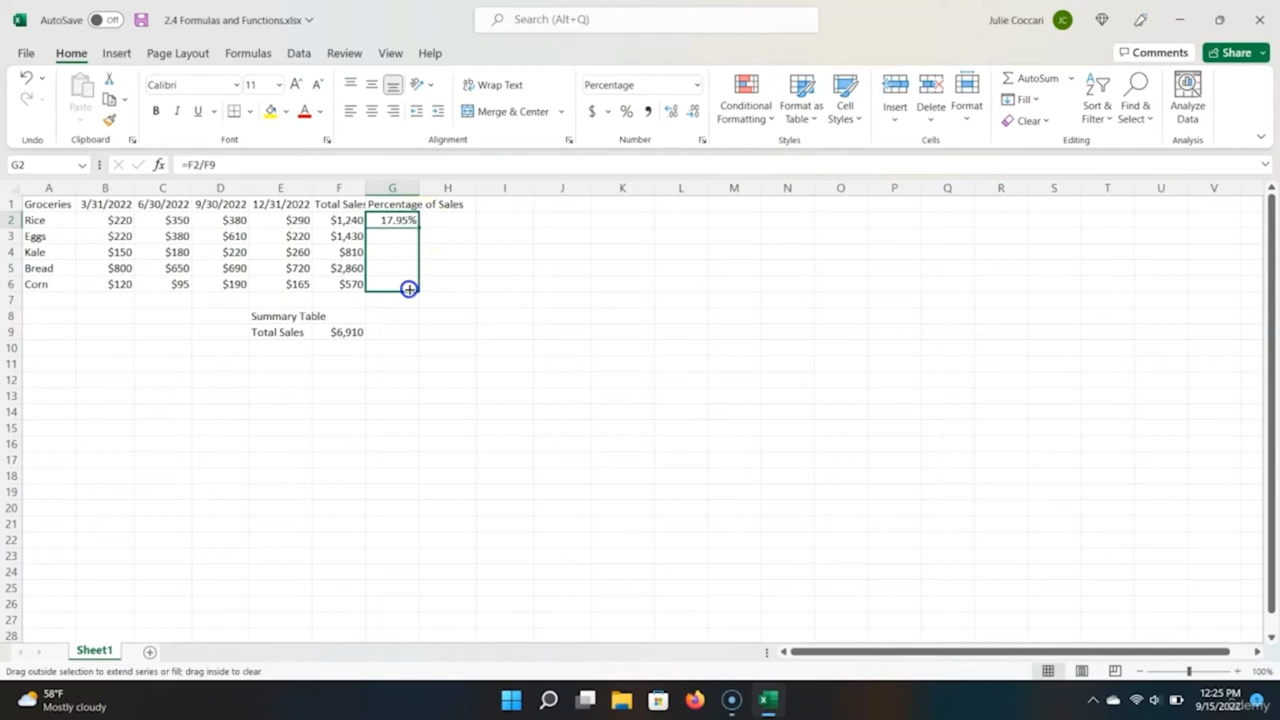 AutoSave Off 2.4 Formulas and Functions.xlsx Search (Alt+Q) Julie Coccari JC
File Home Insert Page Layout Formulas Data Review View Help Comments Share
Paste Calibri 11 Wrap Text Percentage AutoSum
B I U Merge & Center $ % Conditional Formatting Format as Table Cell Styles Insert Delete Format Fill Clear Sort & Filter Find & Select Analyze Data
Undo Clipboard Font Alignment Number Styles Cells Editing Analysis
G2 fx =F2/F9
A B C D E F G H I J K L M N O P Q R S T U V
1 Groceries 3/31/2022 6/30/2022 9/30/2022 12/31/2022 Total Sales Percentage of Sales
2 Rice $220 $350 $380 $290 $1,240 17.95%
3 Eggs $220 $380 $610 $220 $1,430
4 Kale $150 $180 $220 $260 $810
5 Bread $800 $650 $690 $720 $2,860
6 Corn $120 $95 $190 $165 $570
7
8 Summary Table
9 Total Sales $6,910
10
11
12
13
14
15
16
17
18
19
20
21
22
23
24
25
26
27
28
Sheet1
Drag outside selection to extend series or fill; drag inside to clear 100%
58°F 12:25 PM
Mostly cloudy 9/15/2022